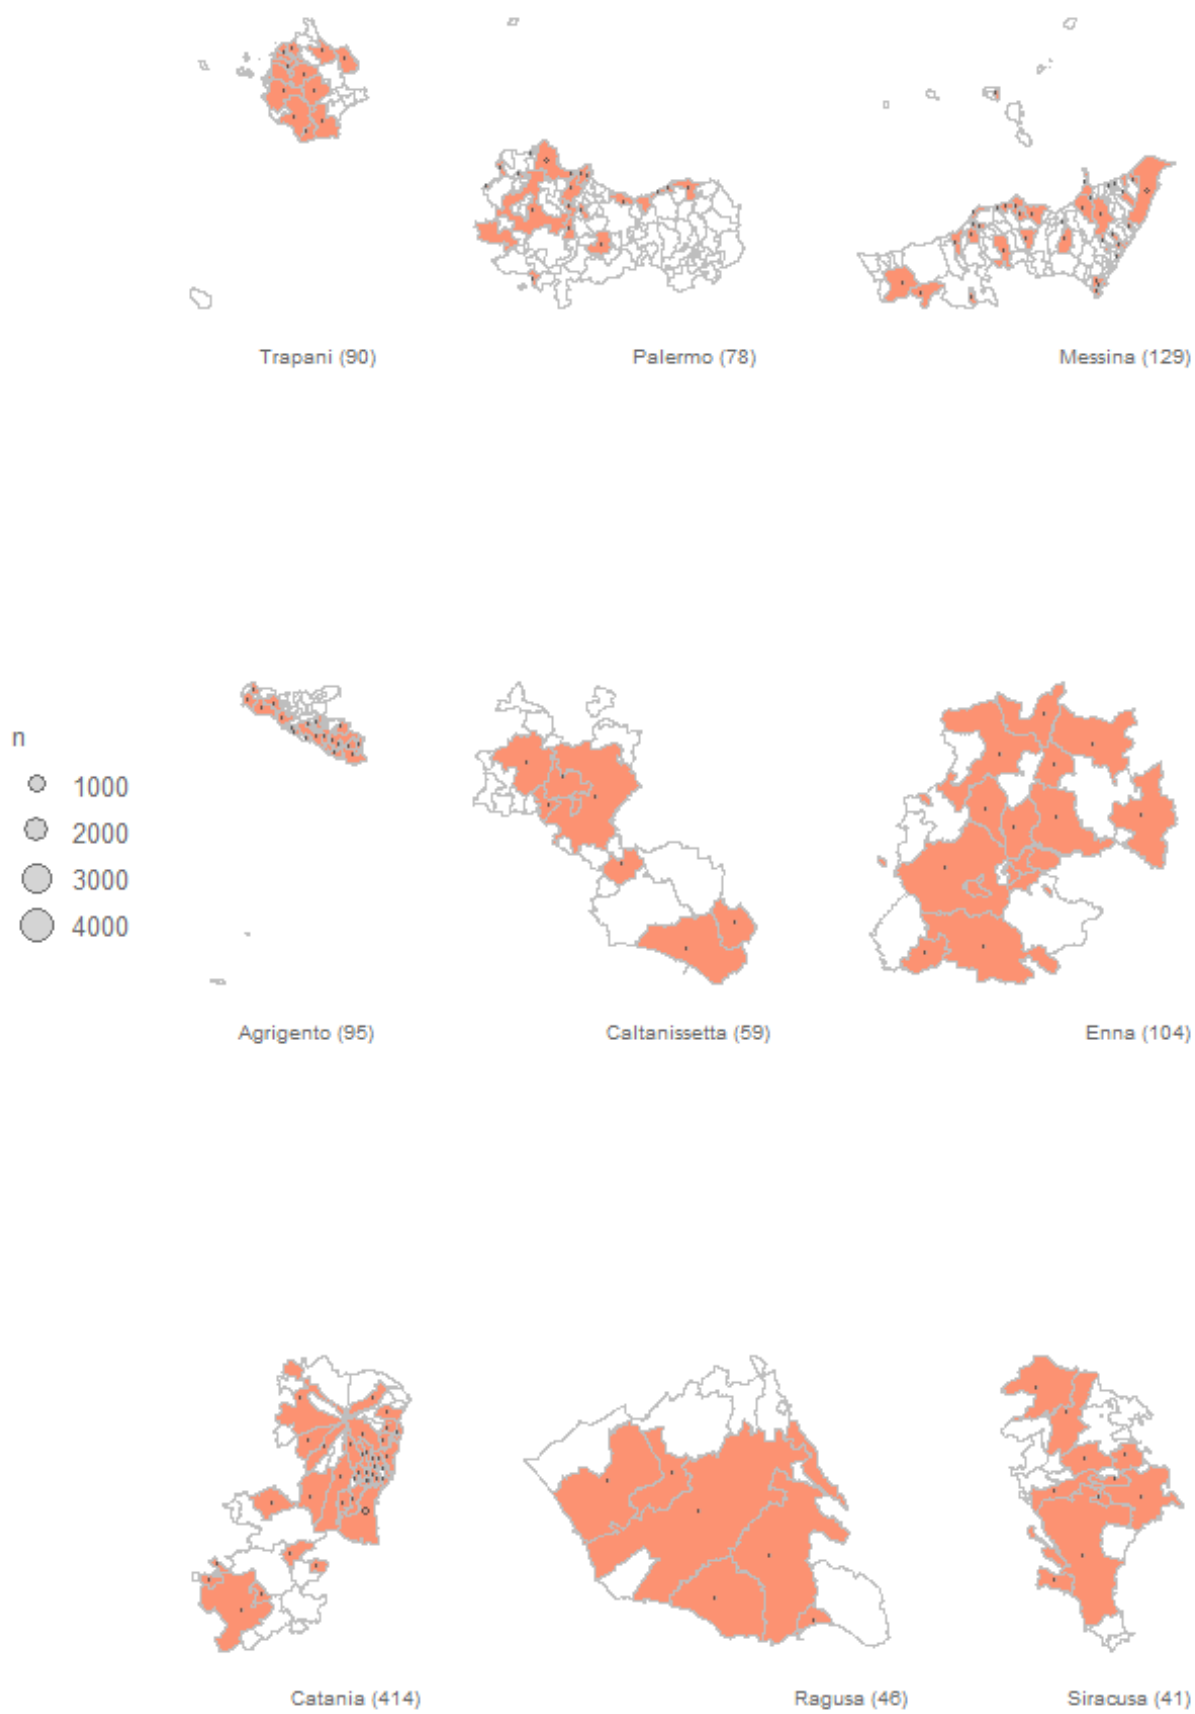 Trapani (90)
Palermo (78)
Messina (129)
n
1000
2000
3000
4000
Agrigento (95)
Caltanissetta (59)
Enna (104)
Catania (414)
Ragusa (46)
Siracusa (41)